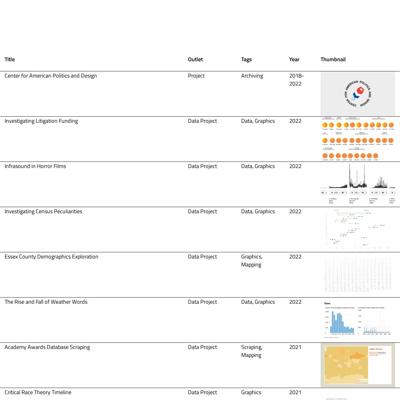 Title Outlet Tags Year Thumbnail
Center for American Politics and Design Project Archiving 2018-
2022
Investigating Litigation Funding Data Project Data, Graphics 2022
Infrasound in Horror Films Data Project Data, Graphics 2022
Investigating Census Peculiarities Data Project Data, Graphics 2022
Essex County Demographics Exploration Data Project Graphics, 2022
Mapping
The Rise and Fall of Weather Words Data Project Data, Graphics 2022
Academy Awards Database Scraping Data Project Scraping, 2021
Mapping
Critical Race Theory Timeline Data Project Graphics 2021